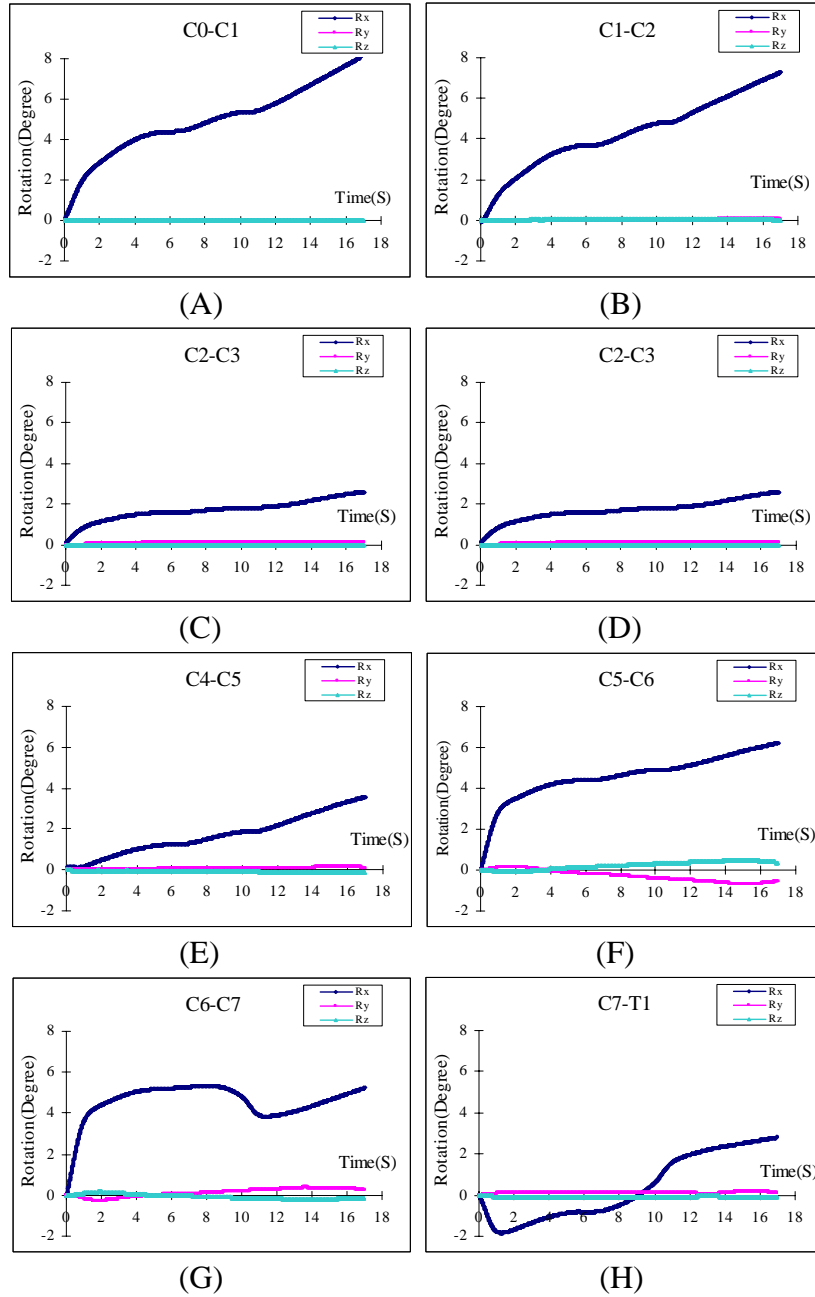 C0-C1
Rx
Ry
Rz
Rotation(Degree)
8
6
4
2
0
-2
Time(S)
0 2 4 6 8 10 12 14 16 18
(A)
C1-C2
Rx
Ry
Rz
Rotation(Degree)
8
6
4
2
0
-2
Time(S)
0 2 4 6 8 10 12 14 16 18
(B)
C2-C3
Rx
Ry
Rz
Rotation(Degree)
8
6
4
2
0
-2
Time(S)
0 2 4 6 8 10 12 14 16 18
(C)
C2-C3
Rx
Ry
Rz
Rotation(Degree)
8
6
4
2
0
-2
Time(S)
0 2 4 6 8 10 12 14 16 18
(D)
C4-C5
Rx
Ry
Rz
Rotation(Degree)
8
6
4
2
0
-2
Time(S)
0 2 4 6 8 10 12 14 16 18
(E)
C5-C6
Rx
Ry
Rz
Rotation(Degree)
8
6
4
2
0
-2
Time(S)
0 2 4 6 8 10 12 14 16 18
(F)
C6-C7
Rx
Ry
Rz
Rotation(Degree)
8
6
4
2
0
-2
Time(S)
0 2 4 6 8 10 12 14 16 18
(G)
C7-T1
Rx
Ry
Rz
Rotation(Degree)
8
6
4
2
0
-2
Time(S)
0 2 4 6 8 10 12 14 16 18
(H)